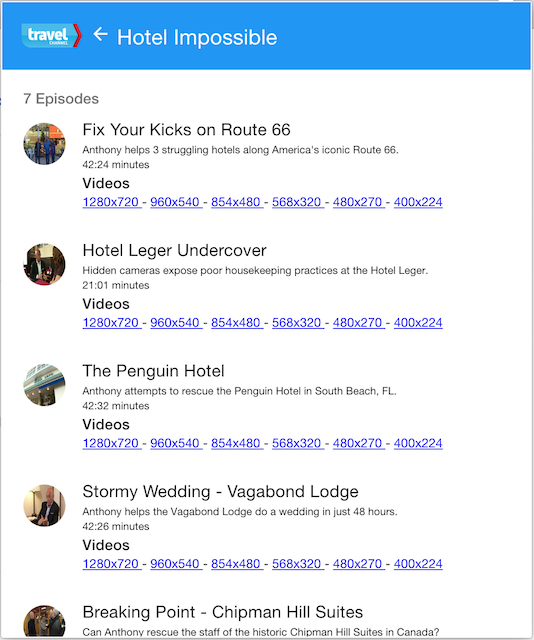 travel
CHANNEL
← Hotel Impossible
7 Episodes
Fix Your Kicks on Route 66
Anthony helps 3 struggling hotels along America's iconic Route 66.
42:24 minutes
Videos
1280x720 - 960x540 - 854x480 - 568x320 - 480x270 - 400x224
Hotel Leger Undercover
Hidden cameras expose poor housekeeping practices at the Hotel Leger.
21:01 minutes
Videos
1280x720 - 960x540 - 854x480 - 568x320 - 480x270 - 400x224
The Penguin Hotel
Anthony attempts to rescue the Penguin Hotel in South Beach, FL.
42:32 minutes
Videos
1280x720 - 960x540 - 854x480 - 568x320 - 480x270 - 400x224
Stormy Wedding - Vagabond Lodge
Anthony helps the Vagabond Lodge do a wedding in just 48 hours.
42:26 minutes
Videos
1280x720 - 960x540 - 854x480 - 568x320 - 480x270 - 400x224
Breaking Point - Chipman Hill Suites
Can Anthony rescue the staff of the historic Chipman Hill Suites in Canada?